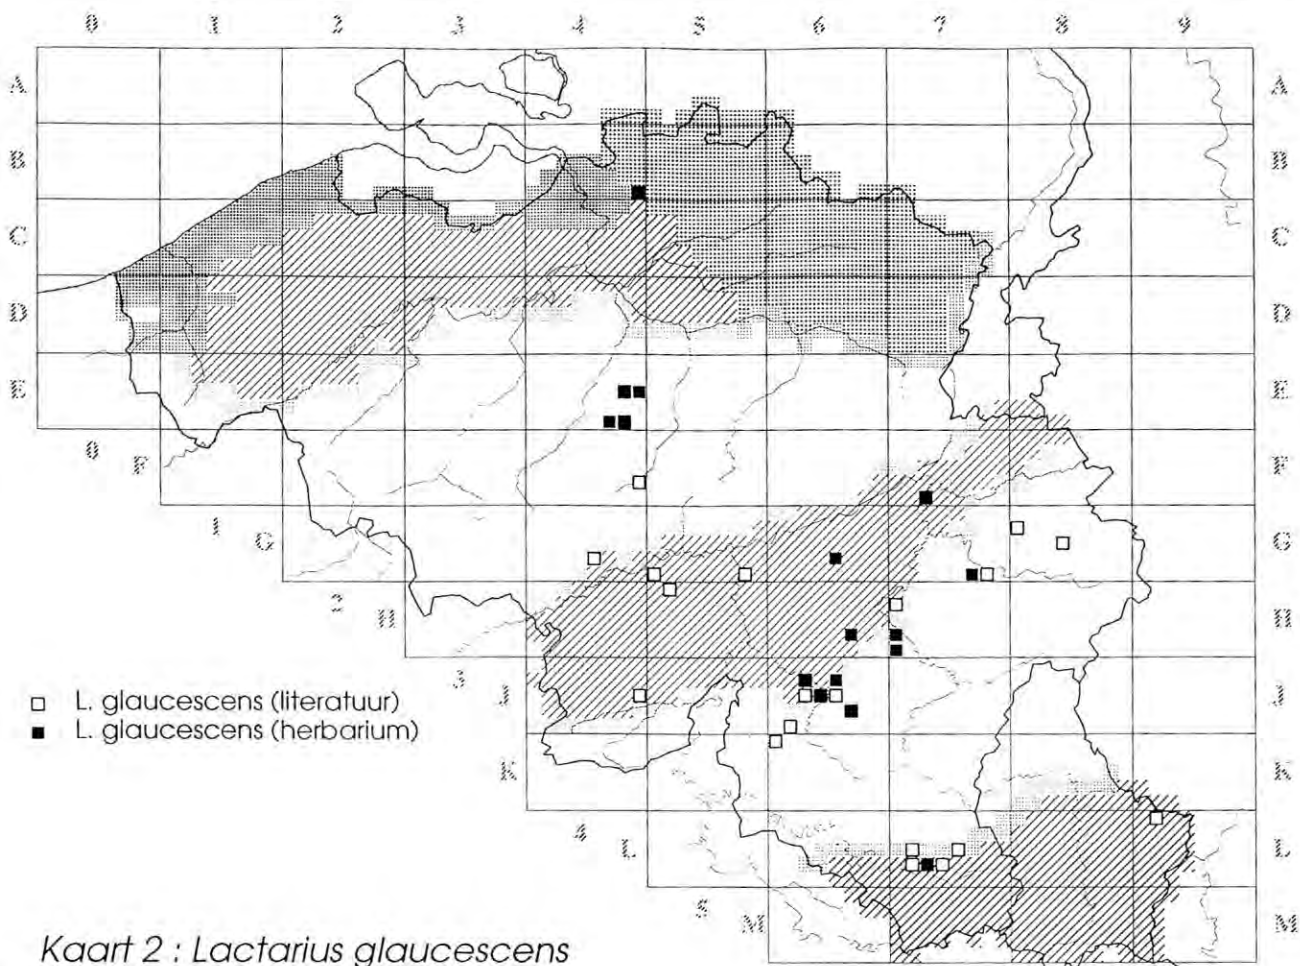 0 1 2 3 4 5 6 7 8 9
A A
B B
C C
D D
E E
0 F F
1 G G
2 H H
3 J J
□ L. glaucescens (literatuur)
■ L. glaucescens (herbarium)
K K
4 L L
5 M M
Kaart 2 : Lactarius glaucescens